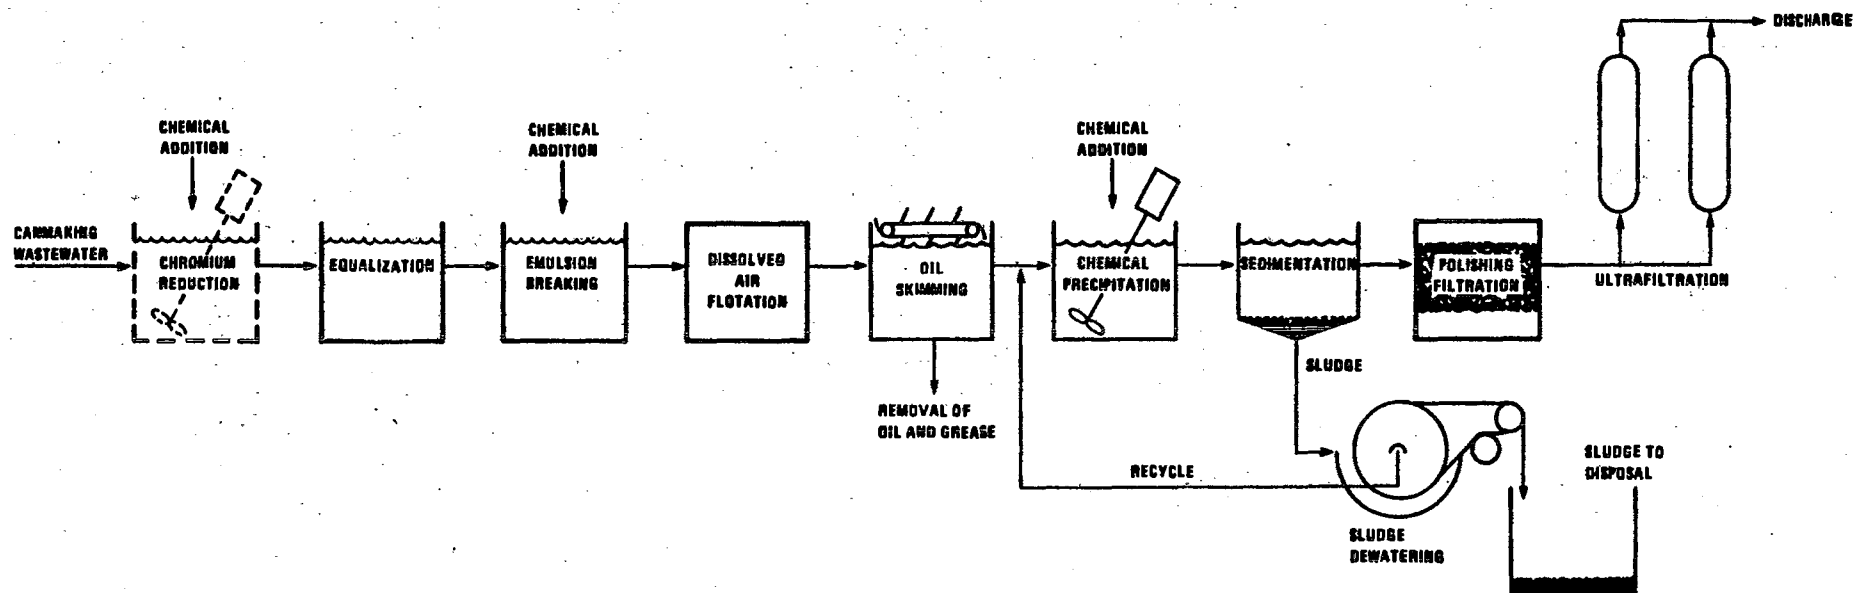 DISCHARGE
CHEMICAL
ADDITION
CHEMICAL
ADDITION
CHEMICAL
ADDITION
CANMAKING
WASTEWATER
CHROMIUM
REDUCTION
EQUALIZATION
EMULSION
BREAKING
DISSOLVED
AIR
FLOTATION
OIL
SKIMMING
CHEMICAL
PRECIPITATION
SEDIMENTATION
POLISHING
FILTRATION
ULTRAFILTRATION
SLUDGE
REMOVAL OF
OIL AND GREASE
RECYCLE
SLUDGE TO
DISPOSAL
SLUDGE
DEWATERING